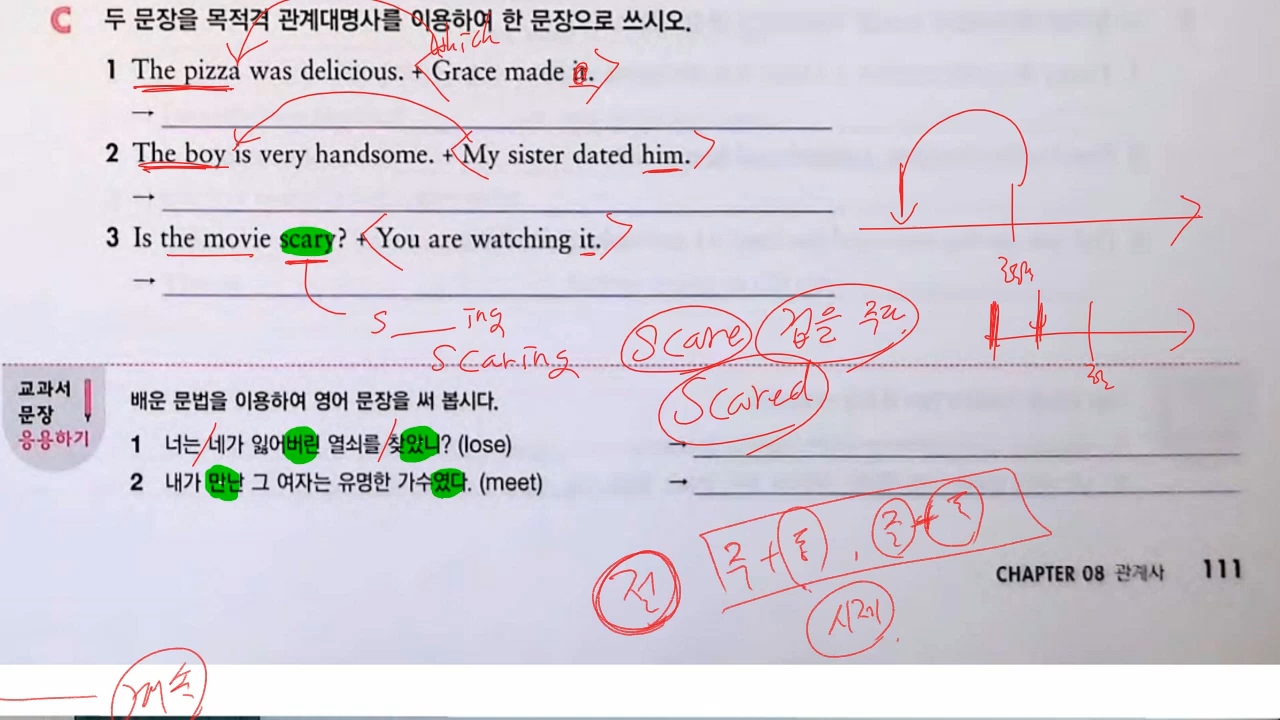 C 두 문장을 목적격 관계대명사를 이용하여 한 문장으로 쓰시오.
which
1 The pizza was delicious. + Grace made it.
→
2 The boy is very handsome. + My sister dated him.
→
3 Is the movie scary? + You are watching it.
→
s ing
scaring
Scare 겁을 주다.
Scared
교과서
문장
응용하기
배운 문법을 이용하여 영어 문장을 써 봅시다.
1 너는 네가 잃어버린 열쇠를 찾았니? (lose) →
2 내가 만난 그 여자는 유명한 가수였다. (meet) →
전 주+동, 주+동
시제
CHAPTER 08 관계사 111
계속